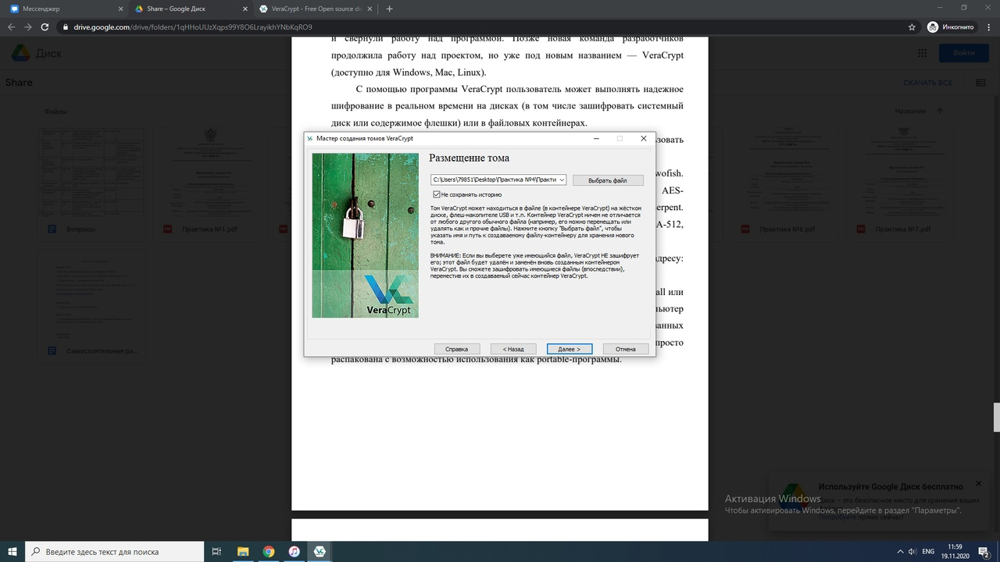 Мессенджер
Share – Google Диск
VeraCrypt - Free Open source di
drive.google.com/drive/folders/1qHHoUUzXqps99Y8O6LrayikhYNbKqRO9
Инкогнито
Диск
Войти
Share
СКАЧАТЬ ВСЕ
Файлы
Название
и свернули работу над программой. Позже новая команда разработчиков
продолжила работу над проектом, но уже под новым названием — VeraCrypt
(доступно для Windows, Mac, Linux).
С помощью программы VeraCrypt пользователь может выполнять надежное
шифрование в реальном времени на дисках (в том числе зашифровать системный
диск или содержимое флешки) или в файловых контейнерах.
зовать
wofish.
AES-
erpent.
A-512,
адресу:
all или
ьютер
ванных
просто
распакована с возможностью использования как portable-программы.
Мастер создания томов VeraCrypt
Размещение тома
C:\Users\79851\Desktop\Практика №4\Практи
Выбрать файл
Не сохранять историю
Том VeraCrypt может находиться в файле (в контейнере VeraCrypt) на жёстком
диске, флеш-накопителе USB и т.п. Контейнер VeraCrypt ничем не отличается
от любого другого обычного файла (например, его можно перемещать или
удалять как и прочие файлы). Нажмите кнопку "Выбрать файл", чтобы
указать имя и путь к создаваемому файлу-контейнеру для хранения нового
тома.
ВНИМАНИЕ: Если вы выберете уже имеющийся файл, VeraCrypt НЕ зашифрует
его; этот файл будет удалён и заменён вновь созданным контейнером
VeraCrypt. Вы сможете зашифровать имеющиеся файлы (впоследствии),
переместив их в создаваемый сейчас контейнер VeraCrypt.
VeraCrypt
Справка
< Назад
Далее >
Отмена
Вопросы
Практика №1.pdf
Практика №6.pdf
Практика №7.pdf
Самостоятельная ра...
Используйте Google Диск бесплатно
Диск – это безопасное место для хранения ваших
Попробуйте прямо сейчас!
Активация Windows
Чтобы активировать Windows, перейдите в раздел "Параметры".
Введите здесь текст для поиска
ENG
11:59
19.11.2020
2